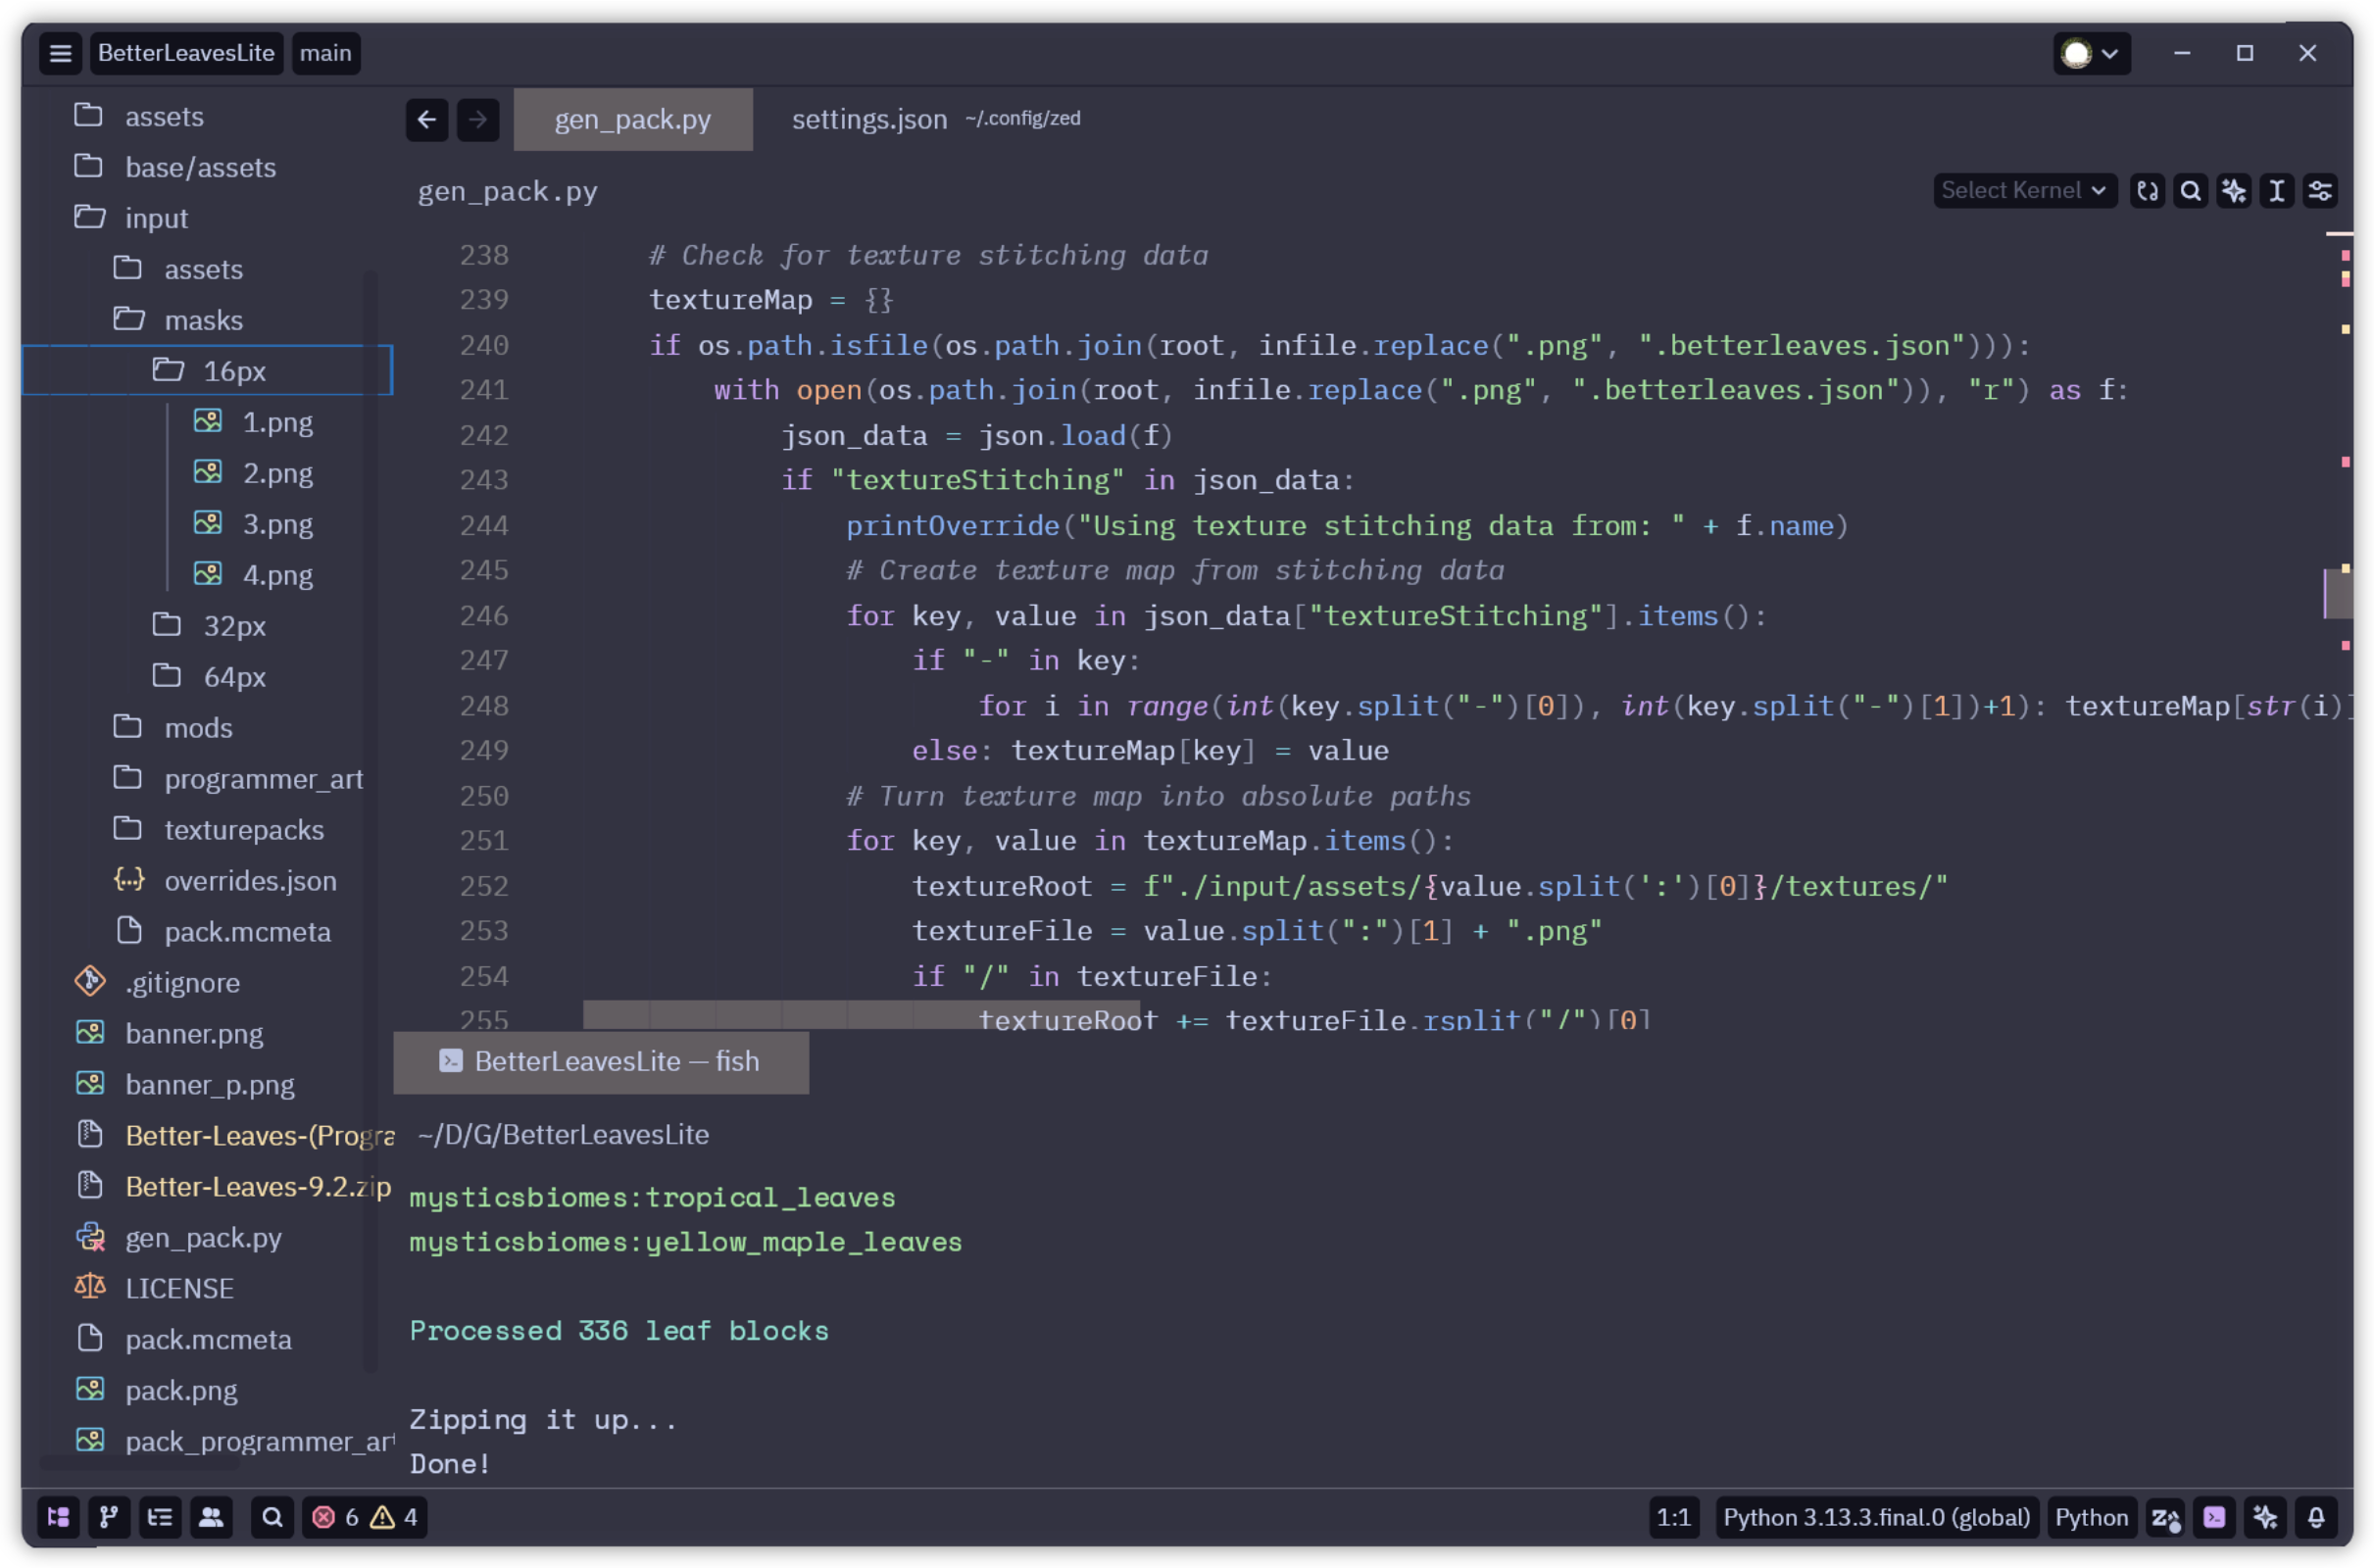 BetterLeavesLite main
assets
base/assets
input
assets
masks
16px
1.png
2.png
3.png
4.png
32px
64px
mods
programmer_art
texturepacks
overrides.json
pack.mcmeta
.gitignore
banner.png
banner_p.png
Better-Leaves-(Progra
Better-Leaves-9.2.zip
gen_pack.py
LICENSE
pack.mcmeta
pack.png
pack_programmer_art
gen_pack.py settings.json ~/.config/zed
gen_pack.py Select Kernel
238 # Check for texture stitching data
239 textureMap = {}
240 if os.path.isfile(os.path.join(root, infile.replace(".png", ".betterleaves.json"))):
241 with open(os.path.join(root, infile.replace(".png", ".betterleaves.json")), "r") as f:
242 json_data = json.load(f)
243 if "textureStitching" in json_data:
244 printOverride("Using texture stitching data from: " + f.name)
245 # Create texture map from stitching data
246 for key, value in json_data["textureStitching"].items():
247 if "-" in key:
248 for i in range(int(key.split("-")[0]), int(key.split("-")[1])+1): textureMap[str(i)]
249 else: textureMap[key] = value
250 # Turn texture map into absolute paths
251 for key, value in textureMap.items():
252 textureRoot = f"./input/assets/{value.split(':')[0]}/textures/"
253 textureFile = value.split(":")[1] + ".png"
254 if "/" in textureFile:
255 textureRoot += textureFile.rsplit("/")[0]
BetterLeavesLite — fish
~/D/G/BetterLeavesLite
mysticsbiomes:tropical_leaves
mysticsbiomes:yellow_maple_leaves
Processed 336 leaf blocks
Zipping it up...
Done!
6 4 1:1 Python 3.13.3.final.0 (global) Python